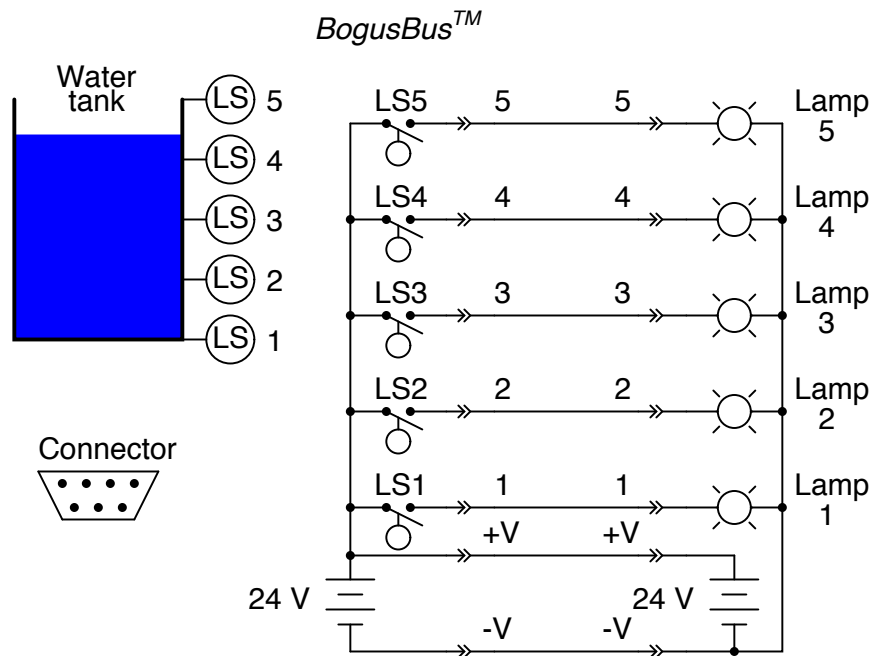 BogusBus™
Water
tank
LS 5
LS 4
LS 3
LS 2
LS 1
Connector
LS5 5 5 Lamp
5
LS4 4 4 Lamp
4
LS3 3 3 Lamp
3
LS2 2 2 Lamp
2
LS1 1 1 Lamp
1
+V +V
24 V 24 V
-V -V